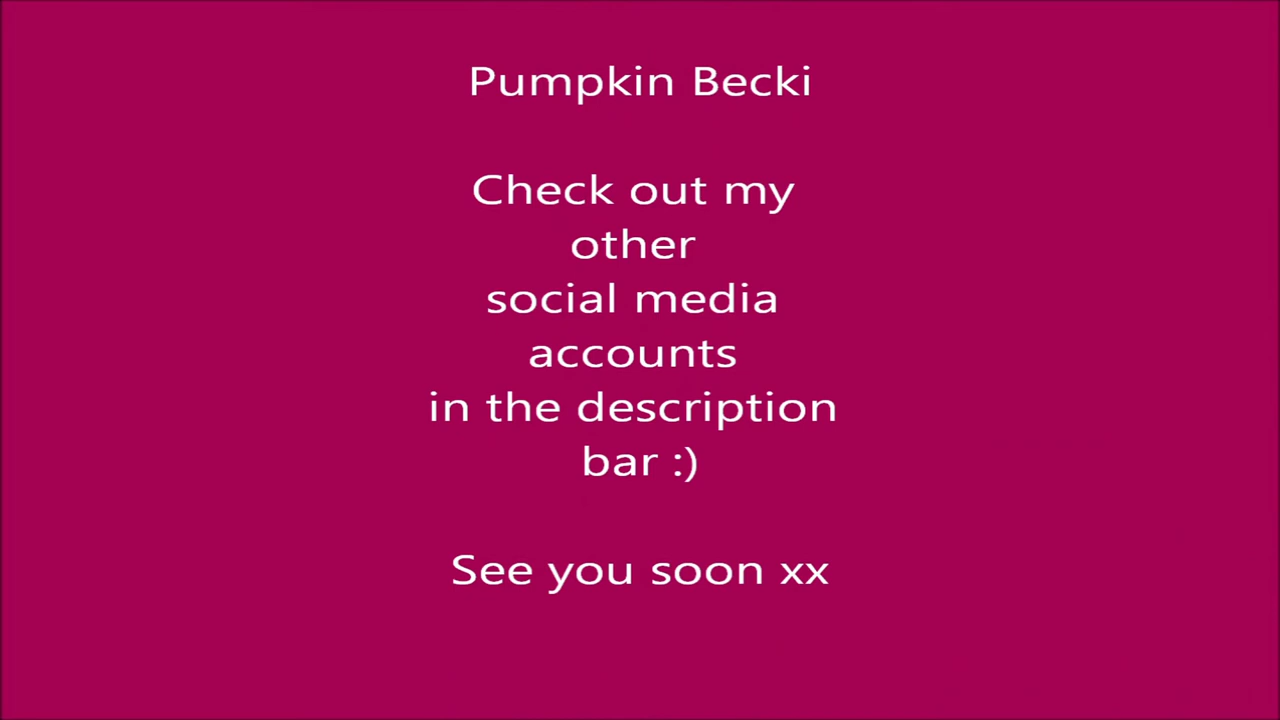 Pumpkin Becki
Check out my
other
social media
accounts
in the description
bar :)
See you soon xx